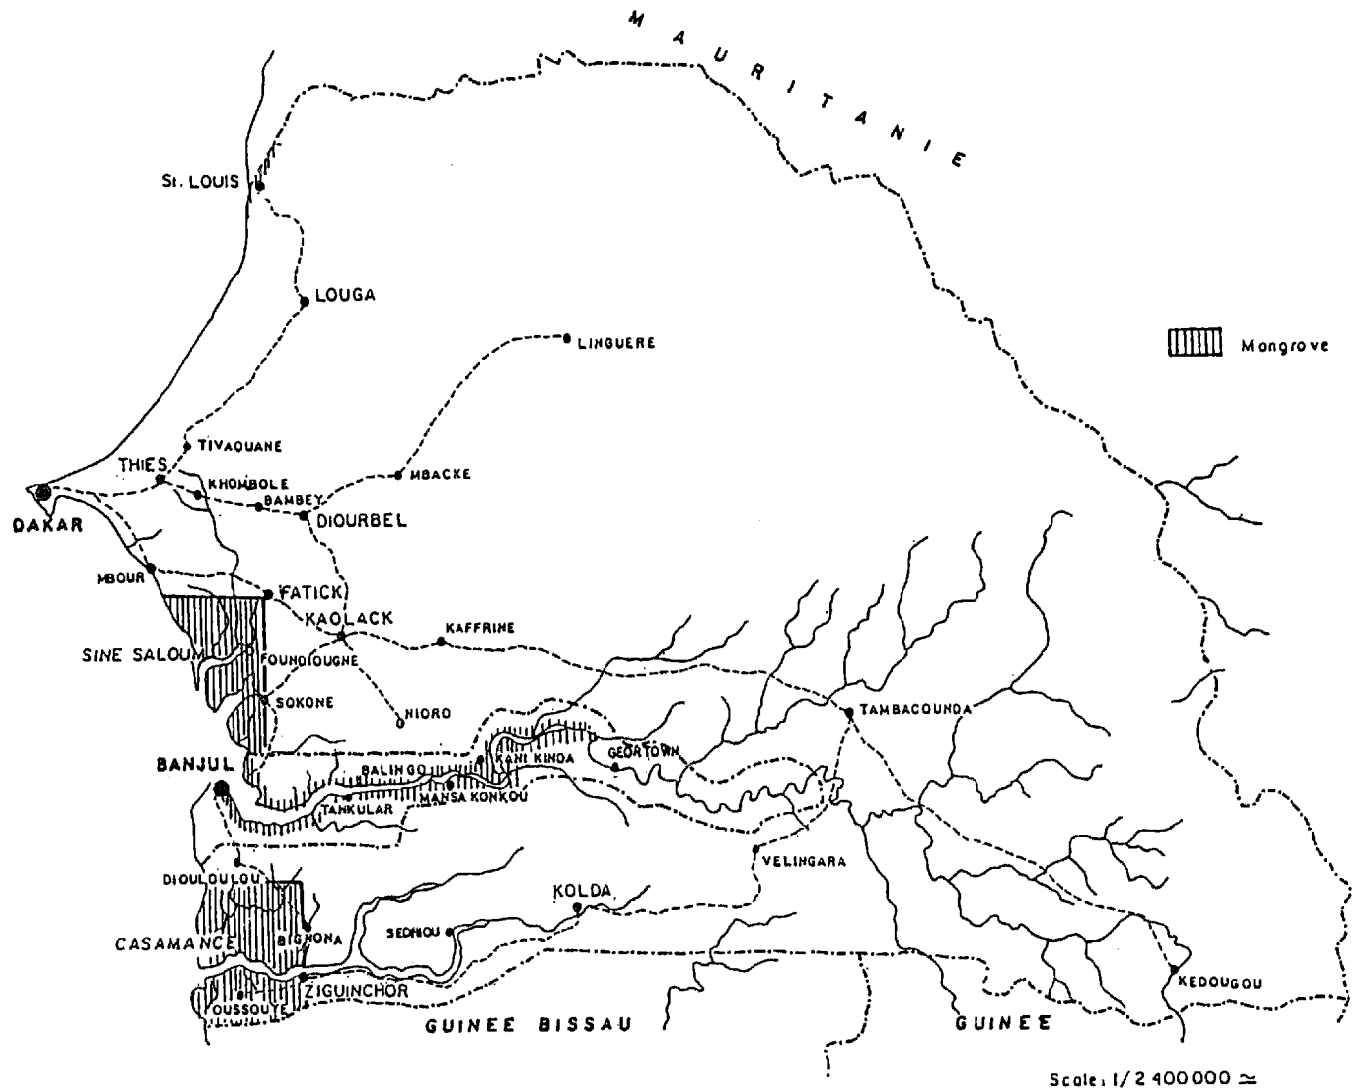 MAURITANIE
St. LOUIS
LOUGA
LINGUERE
Mangrove
TIVAOUANE
THIES
MBACKE
KHOMBOLE
BAMBEY
DAKAR
DIOURBEL
MBOUR
FATICK
KAOLACK
KAFFRINE
SINE SALOUM
FOUNDIOUGNE
SOKONE
NIORO
TAMBACOUNDA
BANJUL
BALINGO
KANI KINDA
GEORTOWN
TANKULAR
MANSA KONKOU
VELINGARA
DIOULOULOU
KOLDA
CASAMANCE
BIGNONA
SEDHIOU
ZIGUINCHOR
KEDOUGOU
OUSSOUYE
GUINEE BISSAU
GUINEE
Scale: 1/2 400 000 ≃